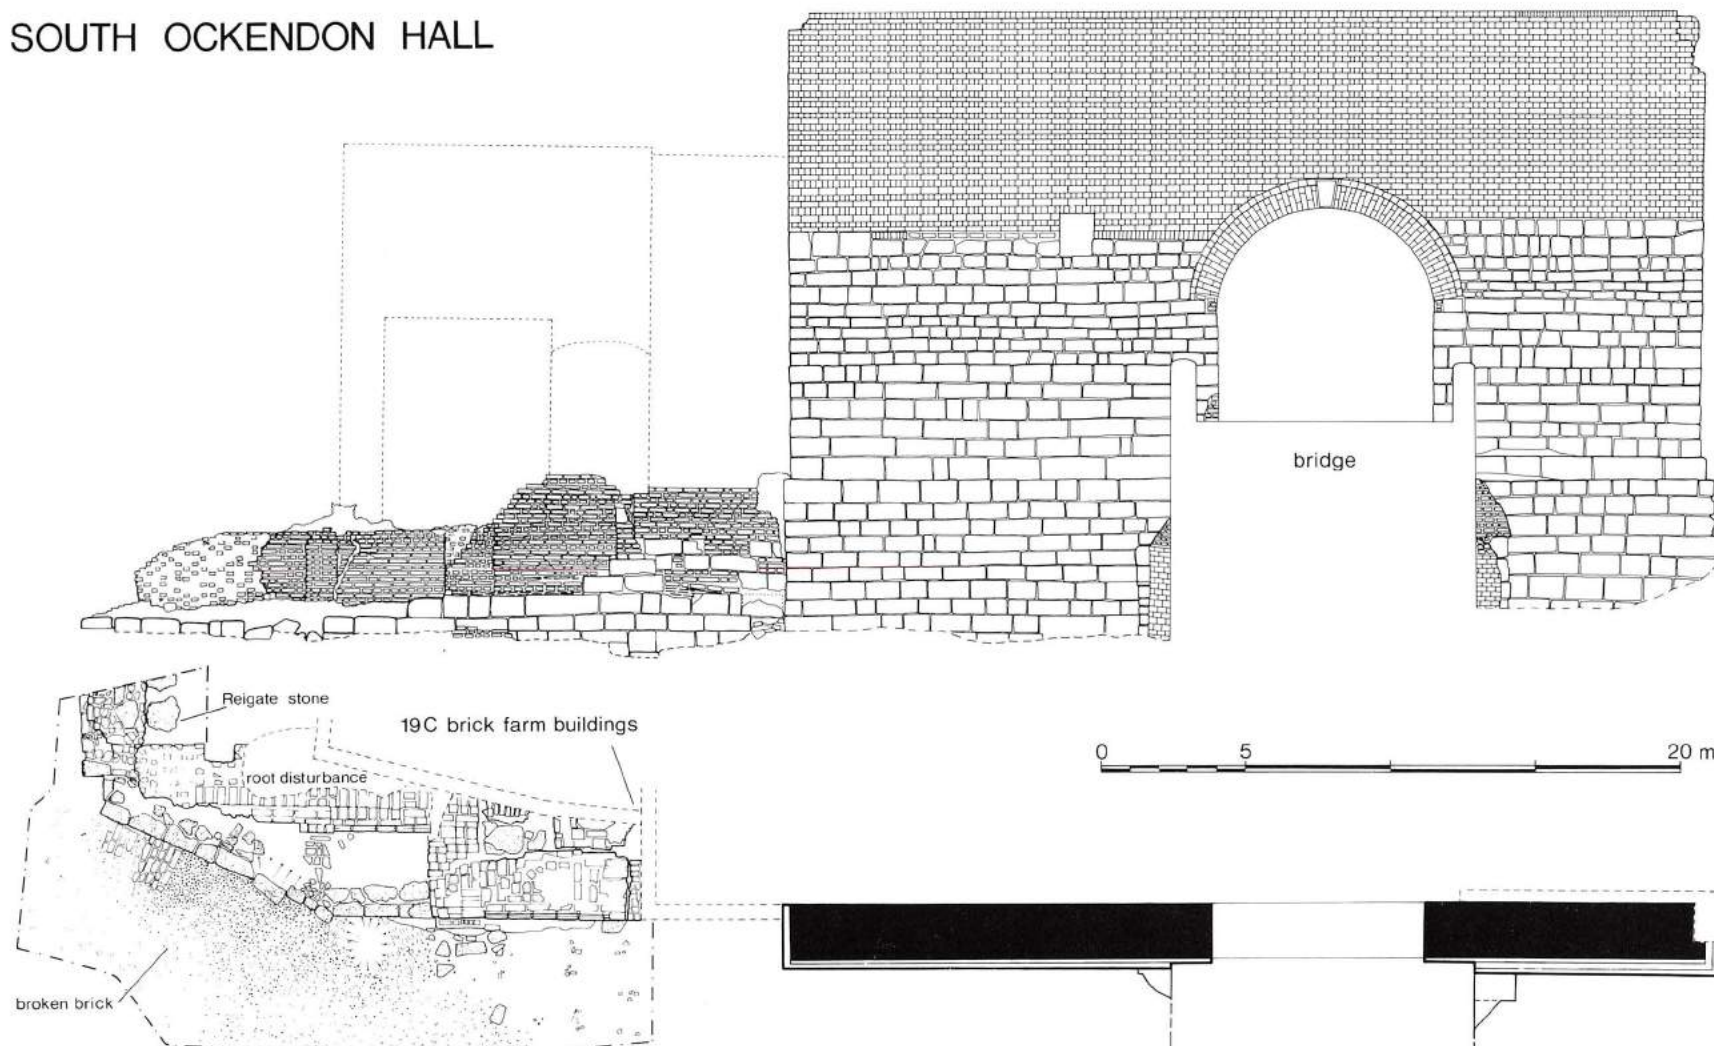 SOUTH OCKENDON HALL
bridge
Reigate stone
19C brick farm buildings
root disturbance
0 5 20 m
broken brick